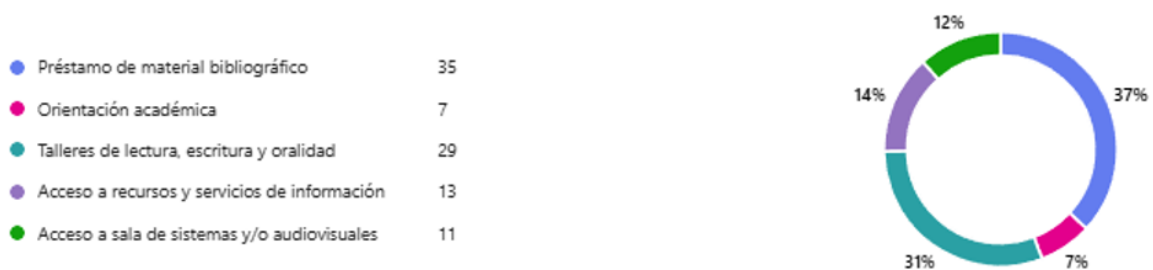 Préstamo de material bibliográfico 35
Orientación académica 7
Talleres de lectura, escritura y oralidad 29
Acceso a recursos y servicios de información 13
Acceso a sala de sistemas y/o audiovisuales 11
12%
14%
37%
31%
7%